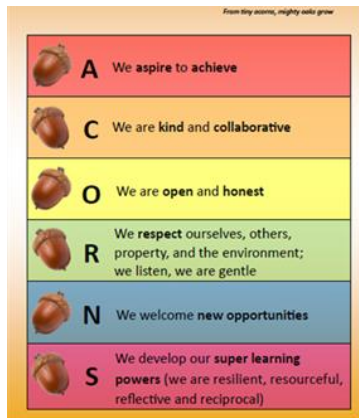 From tiny acorns, mighty oaks grow
A We aspire to achieve
C We are kind and collaborative
O We are open and honest
We respect ourselves, others,
R property, and the environment;
we listen, we are gentle
N We welcome new opportunities
We develop our super learning
powers (we are resilient, resourceful,
S reflective and reciprocal)